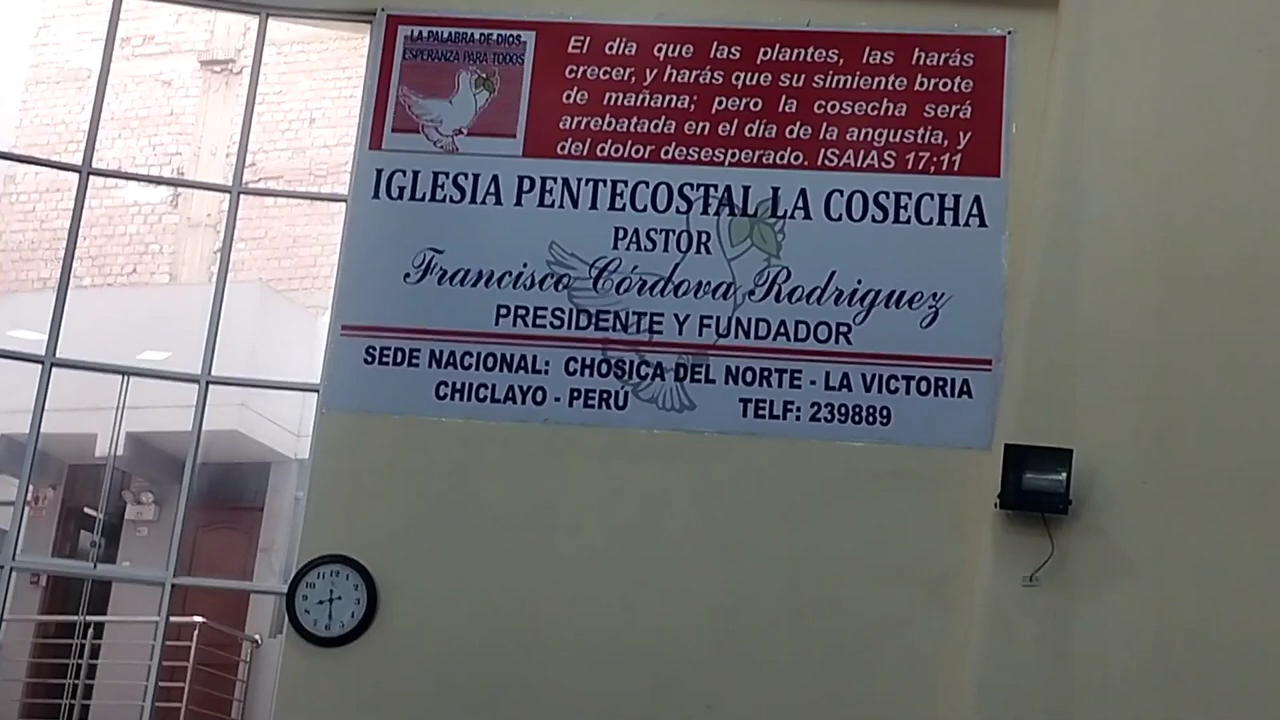 LA PALABRA DE DIOS
ESPERANZA PARA TODOS
El dia que las plantes, las harás
crecer, y harás que su simiente brote
de mañana; pero la cosecha será
arrebatada en el día de la angustia, y
del dolor desesperado. ISAIAS 17;11
IGLESIA PENTECOSTAL LA COSECHA
PASTOR
Francisco Córdova Rodriguez
PRESIDENTE Y FUNDADOR
SEDE NACIONAL: CHOSICA DEL NORTE - LA VICTORIA
CHICLAYO - PERÚ TELF: 239889